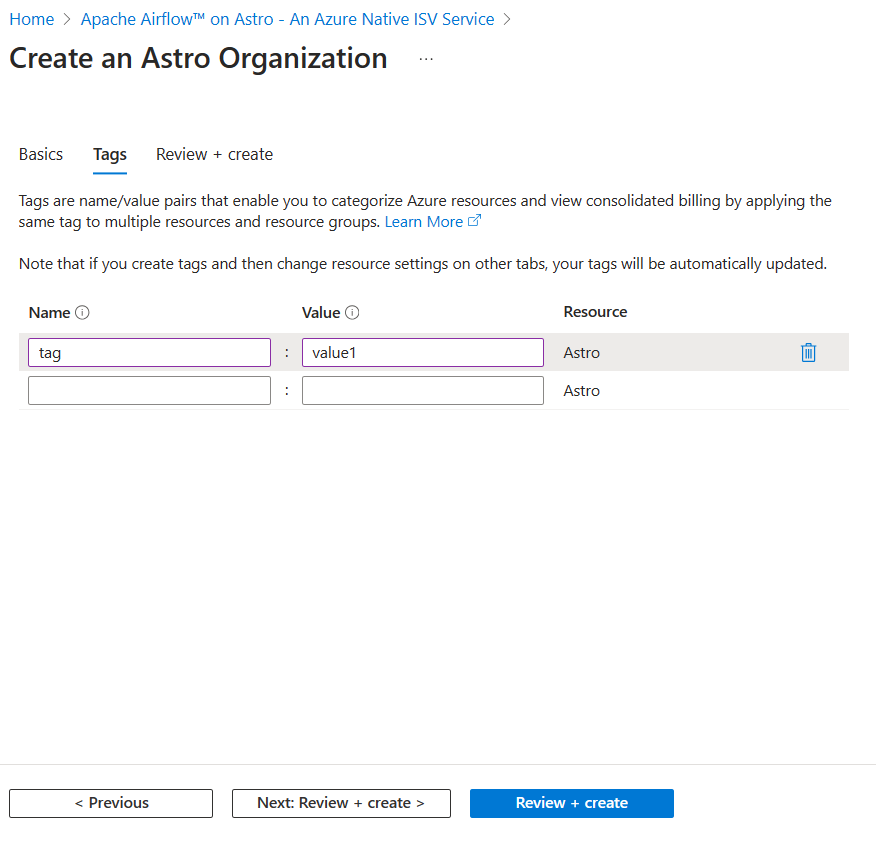 Home > Apache Airflow™ on Astro - An Azure Native ISV Service >
Create an Astro Organization ...
Basics Tags Review + create
Tags are name/value pairs that enable you to categorize Azure resources and view consolidated billing by applying the
same tag to multiple resources and resource groups. Learn More
Note that if you create tags and then change resource settings on other tabs, your tags will be automatically updated.
Name Value Resource
tag : value1 Astro
: Astro
< Previous Next: Review + create > Review + create